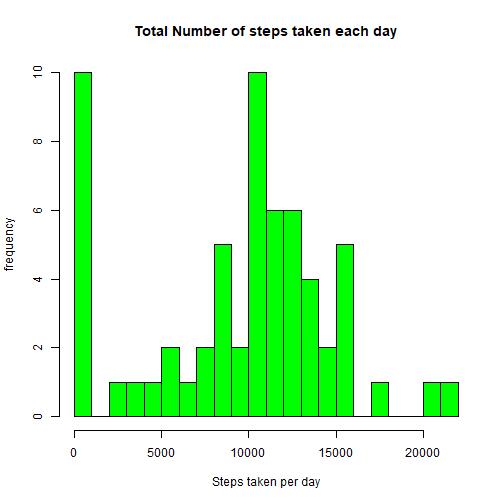 Total Number of steps taken each day
frequency
10
8
6
4
2
0
0 5000 10000 15000 20000
Steps taken per day